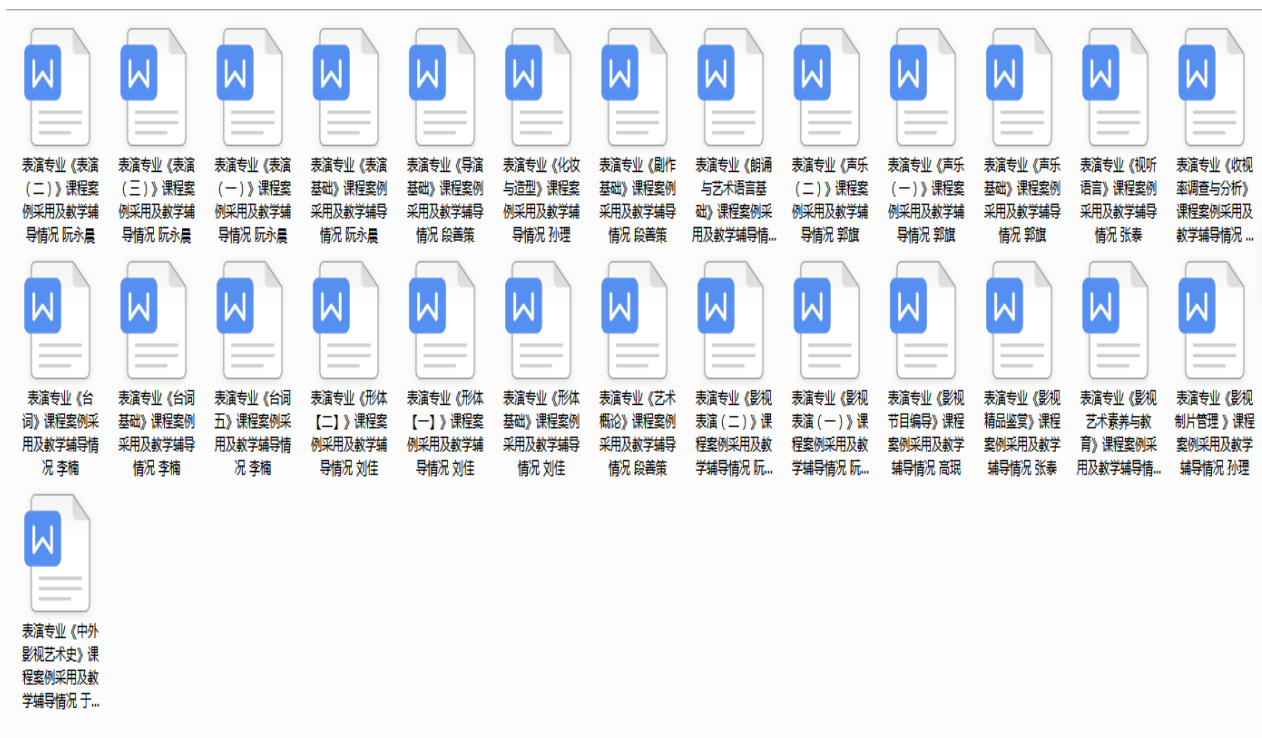 表演专业《表演
（二）》课程案
例采用及教学辅
导情况 阮永晨
表演专业《表演
（三）》课程案
例采用及教学辅
导情况 阮永晨
表演专业《表演
（一）》课程案
例采用及教学辅
导情况 阮永晨
表演专业《表演
基础》课程案例
采用及教学辅导
情况 阮永晨
表演专业《导演
基础》课程案例
采用及教学辅导
情况 段善策
表演专业《化妆
与造型》课程案
例采用及教学辅
导情况 孙理
表演专业《剧作
基础》课程案例
采用及教学辅导
情况 段善策
表演专业《朗诵
与艺术语言基
础》课程案例采
用及教学辅导情...
表演专业《声乐
（二）》课程案
例采用及教学辅
导情况 郭旗
表演专业《声乐
（一）》课程案
例采用及教学辅
导情况 郭旗
表演专业《声乐
基础》课程案例
采用及教学辅导
情况 郭旗
表演专业《视听
语言》课程案例
采用及教学辅导
情况 张泰
表演专业《收视
率调查与分析》
课程案例采用及
教学辅导情况 ...
表演专业《台
词》课程案例采
用及教学辅导情
况 李楠
表演专业《台词
基础》课程案例
采用及教学辅导
情况 李楠
表演专业《台词
五》课程案例采
用及教学辅导情
况 李楠
表演专业《形体
【二】》课程案
例采用及教学辅
导情况 刘佳
表演专业《形体
【一】》课程案
例采用及教学辅
导情况 刘佳
表演专业《形体
基础》课程案例
采用及教学辅导
情况 刘佳
表演专业《艺术
概论》课程案例
采用及教学辅导
情况 段善策
表演专业《影视
表演（二）》课
程案例采用及教
学辅导情况 阮...
表演专业《影视
表演（一）》课
程案例采用及教
学辅导情况 阮...
表演专业《影视
节目编导》课程
案例采用及教学
辅导情况 高珉
表演专业《影视
精品鉴赏》课程
案例采用及教学
辅导情况 张泰
表演专业《影视
艺术素养与教
育》课程案例采
用及教学辅导情...
表演专业《影视
制片管理 》课程
案例采用及教学
辅导情况 孙理
表演专业《中外
影视艺术史》课
程案例采用及教
学辅导情况 于...